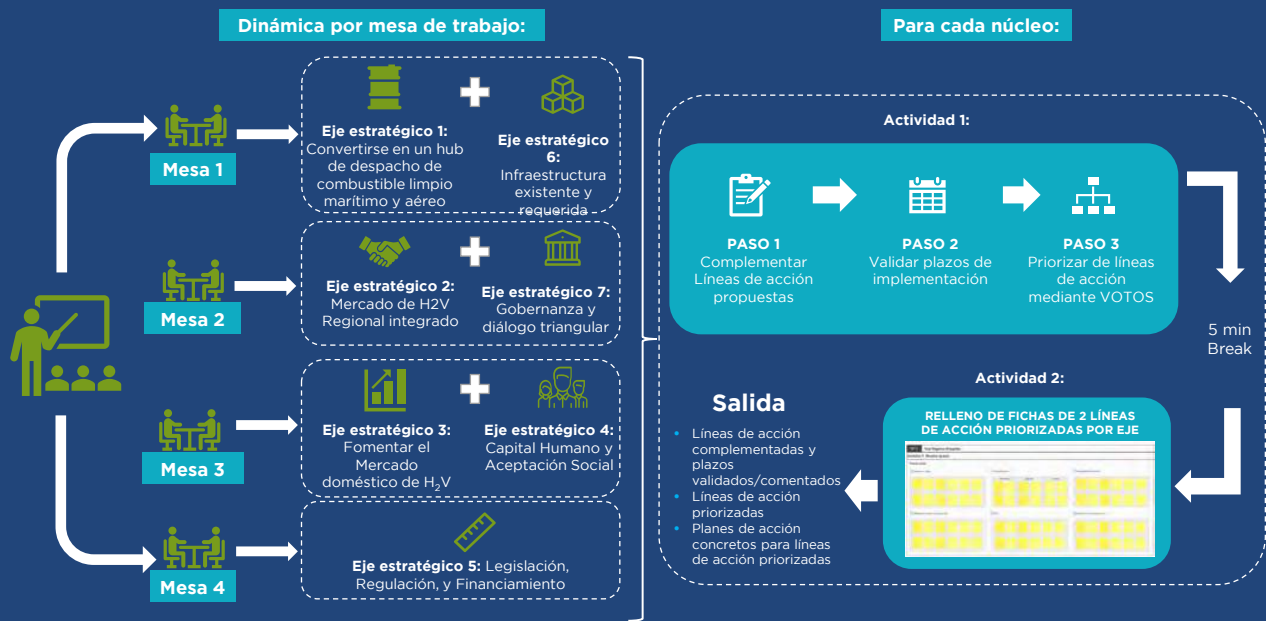 Dinámica por mesa de trabajo:
Para cada núcleo:
Mesa 1
Eje estratégico 1:
Convertirse en un hub
de despacho de
combustible limpio
marítimo y aéreo
Eje estratégico
6:
Infraestructura
existente y
requerida
Mesa 2
Eje estratégico 2:
Mercado de H2V
Regional integrado
Eje estratégico 7:
Gobernanza y
diálogo triangular
Mesa 3
Eje estratégico 3:
Fomentar el
Mercado
doméstico de H₂V
Eje estratégico 4:
Capital Humano y
Aceptación Social
Mesa 4
Eje estratégico 5: Legislación,
Regulación, y Financiamiento
Actividad 1:
PASO 1
Complementar
Líneas de acción
propuestas
PASO 2
Validar plazos de
implementación
PASO 3
Priorizar de líneas
de acción
mediante VOTOS
5 min
Break
Actividad 2:
RELLENO DE FICHAS DE 2 LÍNEAS
DE ACCIÓN PRIORIZADAS POR EJE
Salida
• Líneas de acción
complementadas y
plazos
validados/comentados
• Líneas de acción
priorizadas
• Planes de acción
concretos para líneas
de acción priorizadas